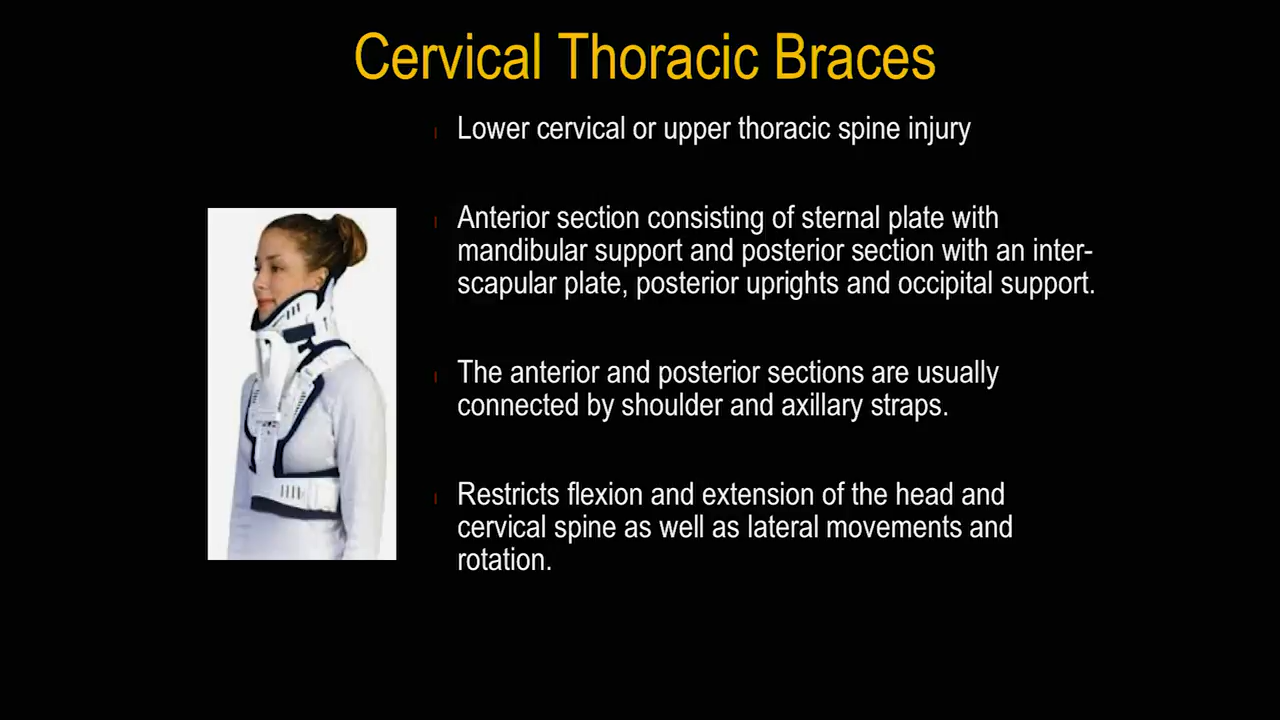 Cervical Thoracic Braces
Lower cervical or upper thoracic spine injury
Anterior section consisting of sternal plate with
mandibular support and posterior section with an inter-
scapular plate, posterior uprights and occipital support.
The anterior and posterior sections are usually
connected by shoulder and axillary straps.
Restricts flexion and extension of the head and
cervical spine as well as lateral movements and
rotation.